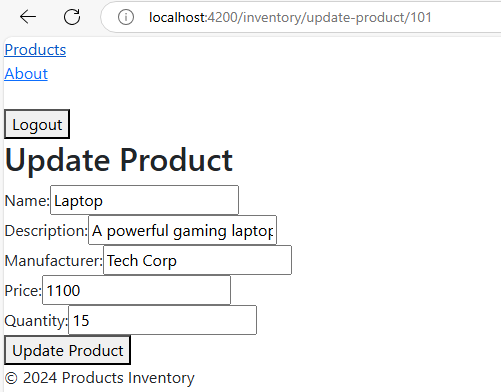 localhost:4200/inventory/update-product/101
Products
About
Logout
Update Product
Name: Laptop
Description: A powerful gaming laptop
Manufacturer: Tech Corp
Price: 1100
Quantity: 15
Update Product
© 2024 Products Inventory